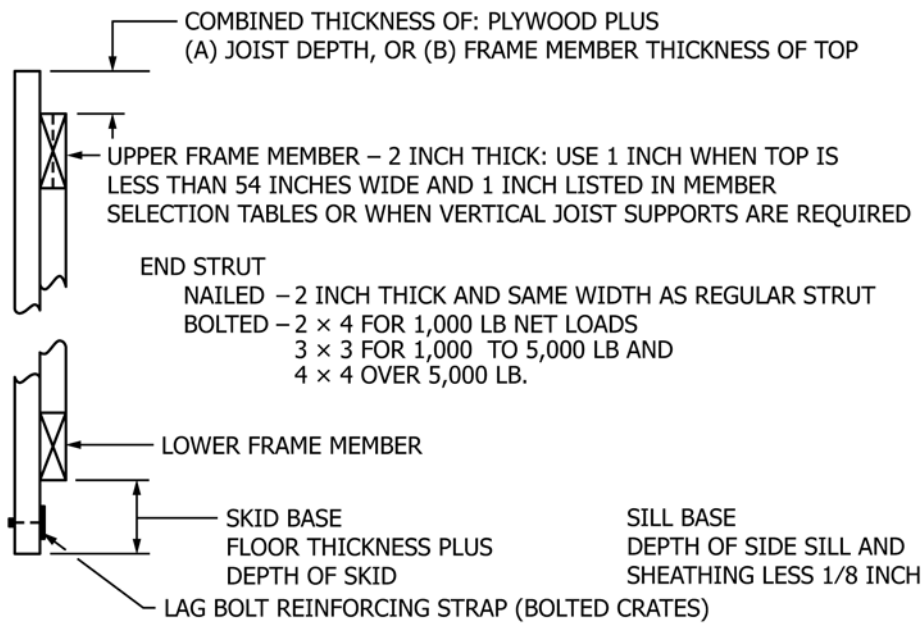 COMBINED THICKNESS OF: PLYWOOD PLUS
(A) JOIST DEPTH, OR (B) FRAME MEMBER THICKNESS OF TOP
UPPER FRAME MEMBER – 2 INCH THICK: USE 1 INCH WHEN TOP IS
LESS THAN 54 INCHES WIDE AND 1 INCH LISTED IN MEMBER
SELECTION TABLES OR WHEN VERTICAL JOIST SUPPORTS ARE REQUIRED
END STRUT
NAILED – 2 INCH THICK AND SAME WIDTH AS REGULAR STRUT
BOLTED – 2 × 4 FOR 1,000 LB NET LOADS
3 × 3 FOR 1,000 TO 5,000 LB AND
4 × 4 OVER 5,000 LB.
LOWER FRAME MEMBER
SKID BASE
FLOOR THICKNESS PLUS
DEPTH OF SKID
SILL BASE
DEPTH OF SIDE SILL AND
SHEATHING LESS 1/8 INCH
LAG BOLT REINFORCING STRAP (BOLTED CRATES)